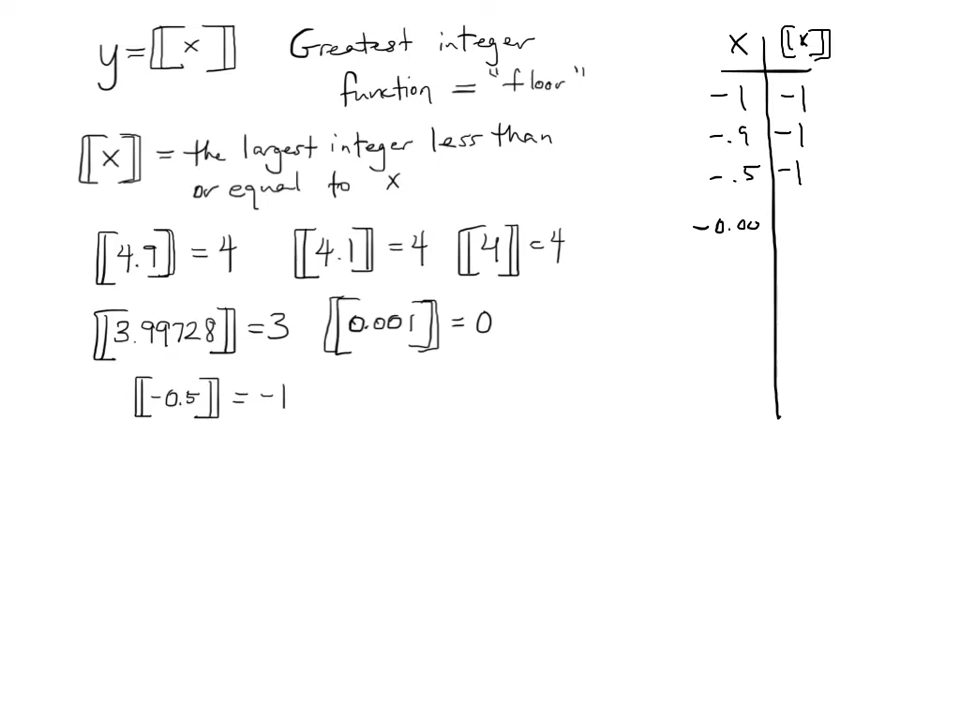 y = [[x]] Greatest integer
function = "floor"
[[x]] = the largest integer less than
or equal to x
[[4.9]] = 4 [[4.1]] = 4 [[4]] = 4
[[3.99728]] = 3 [[0.001]] = 0
[[-0.5]] = -1
x [[x]]
-1 -1
-.9 -1
-.5 -1
-0.00